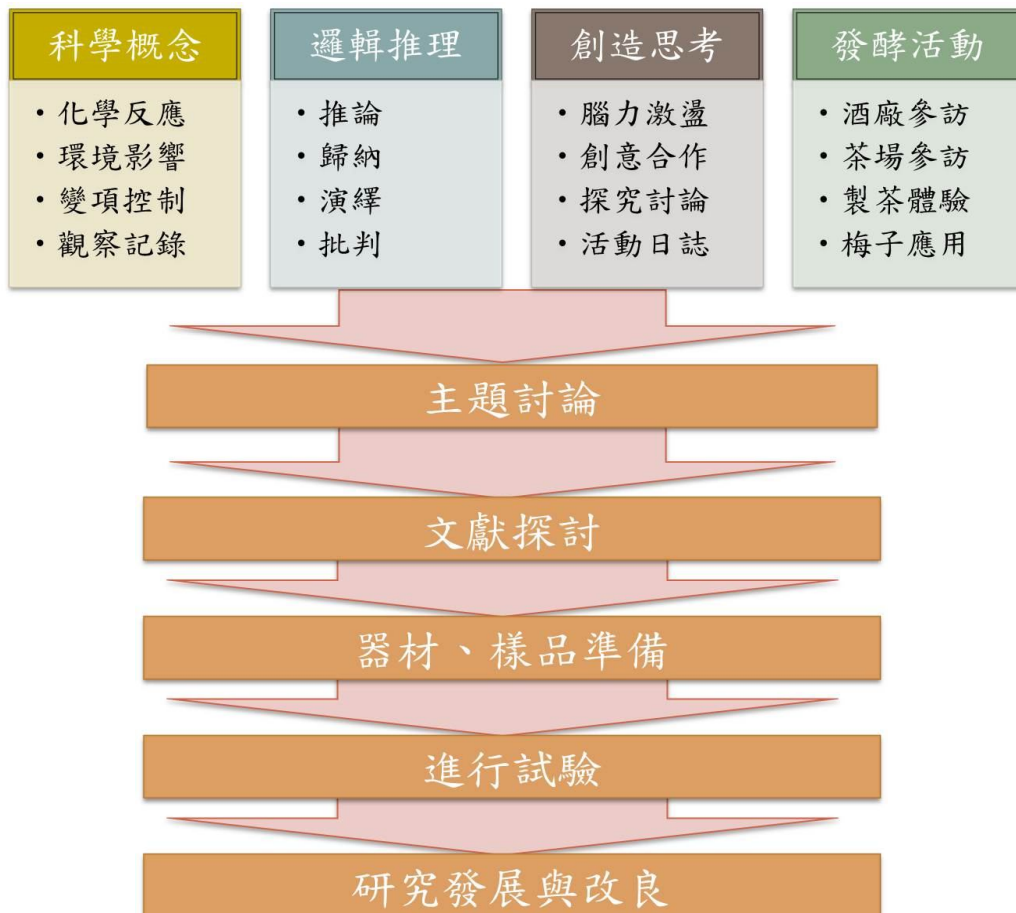 科學概念
• 化學反應
• 環境影響
• 變項控制
• 觀察記錄
邏輯推理
• 推論
• 歸納
• 演繹
• 批判
創造思考
• 腦力激盪
• 創意合作
• 探究討論
• 活動日誌
發酵活動
• 酒廠參訪
• 茶場參訪
• 製茶體驗
• 梅子應用
主題討論
文獻探討
器材、樣品準備
進行試驗
研究發展與改良